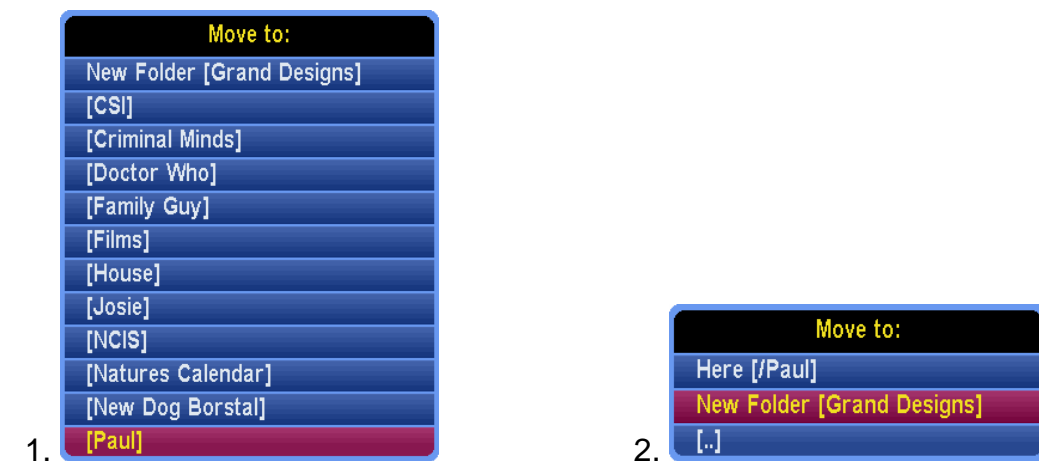 Move to:
New Folder [Grand Designs]
[CSI]
[Criminal Minds]
[Doctor Who]
[Family Guy]
[Films]
[House]
[Josie]
[NCIS]
[Natures Calendar]
[New Dog Borstal]
1. [Paul]
Move to:
Here [/Paul]
New Folder [Grand Designs]
2. [..]